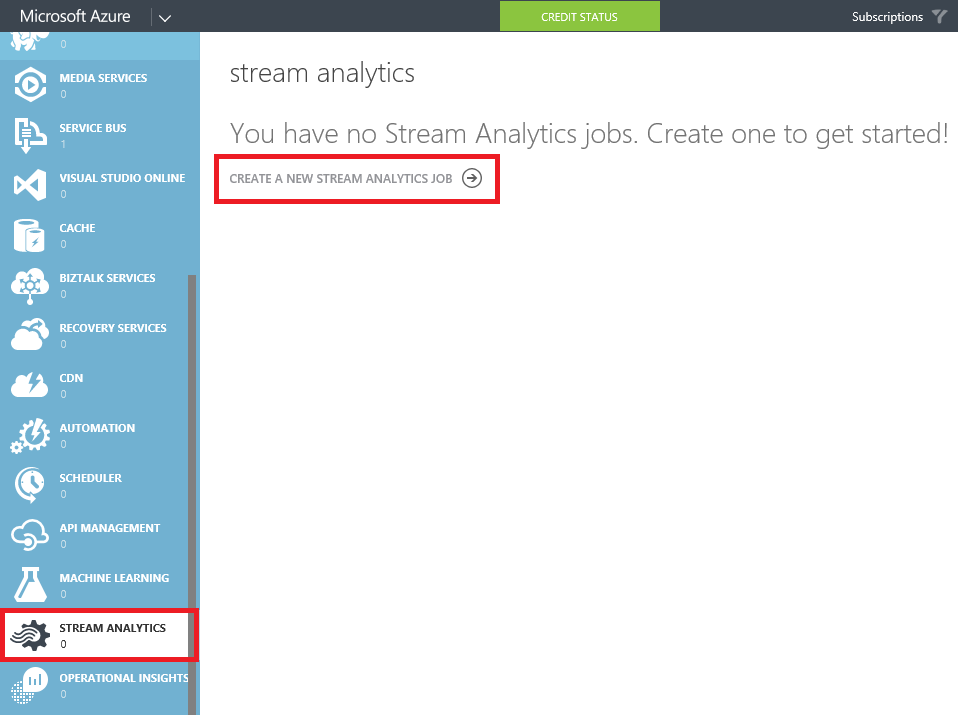 Microsoft Azure
CREDIT STATUS
Subscriptions
0
MEDIA SERVICES
0
SERVICE BUS
1
VISUAL STUDIO ONLINE
0
CACHE
0
BIZTALK SERVICES
0
RECOVERY SERVICES
0
CDN
0
AUTOMATION
0
SCHEDULER
0
API MANAGEMENT
0
MACHINE LEARNING
0
STREAM ANALYTICS
0
OPERATIONAL INSIGHTS
0
stream analytics
You have no Stream Analytics jobs. Create one to get started!
CREATE A NEW STREAM ANALYTICS JOB